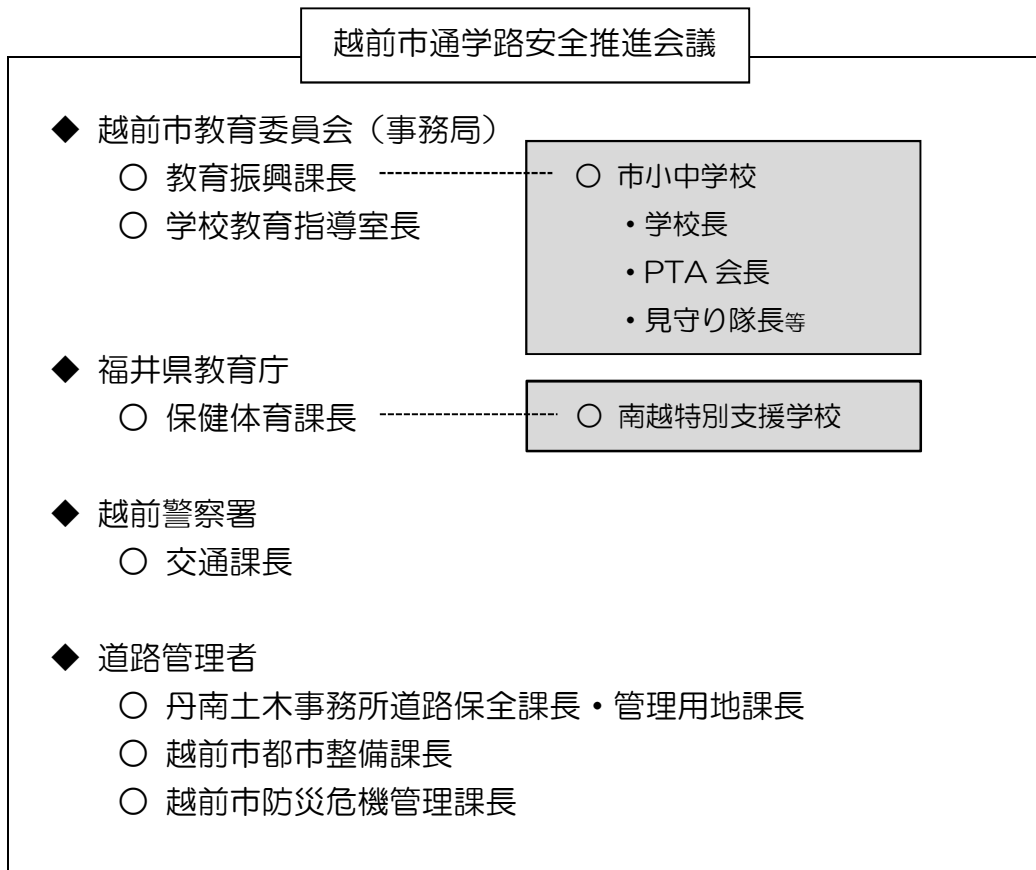 越前市通学路安全推進会議
◆ 越前市教育委員会（事務局）
○ 教育振興課長
○ 学校教育指導室長
○ 市小中学校
・学校長
・PTA 会長
・見守り隊長等
◆ 福井県教育庁
○ 保健体育課長
○ 南越特別支援学校
◆ 越前警察署
○ 交通課長
◆ 道路管理者
○ 丹南土木事務所道路保全課長・管理用地課長
○ 越前市都市整備課長
○ 越前市防災危機管理課長